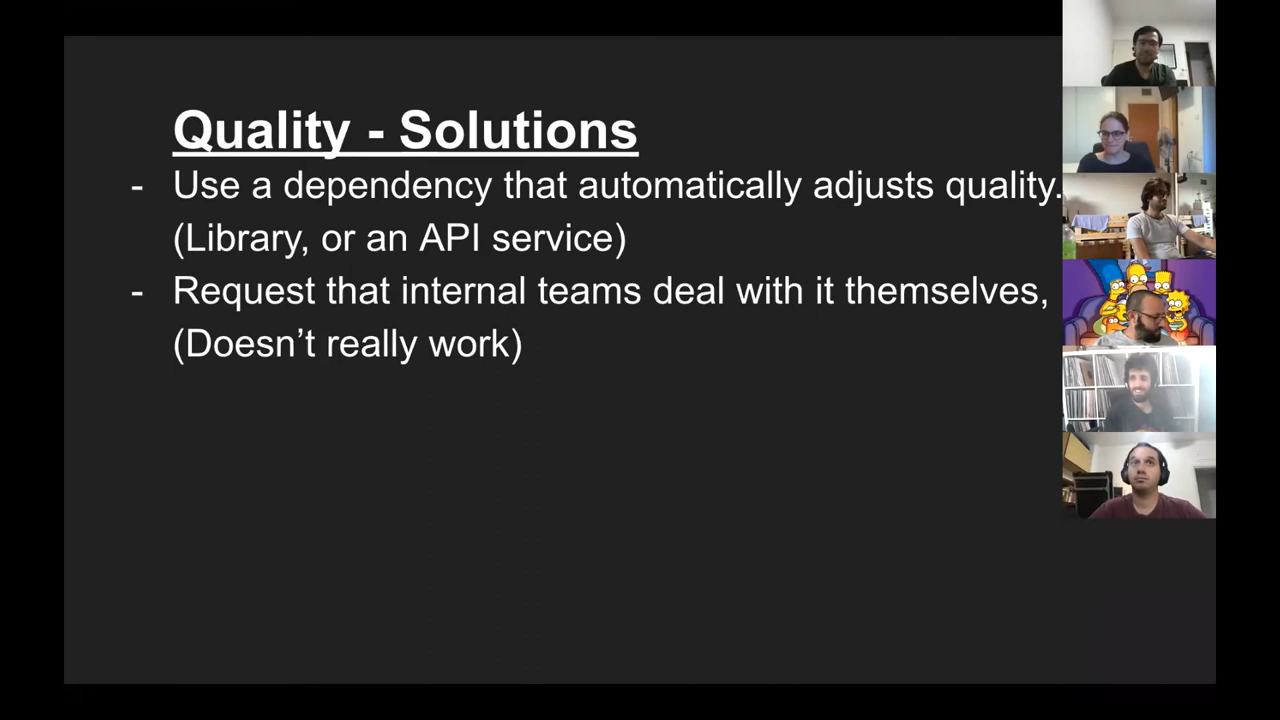 Quality - Solutions
- Use a dependency that automatically adjusts quality.
(Library, or an API service)
- Request that internal teams deal with it themselves,
(Doesn’t really work)